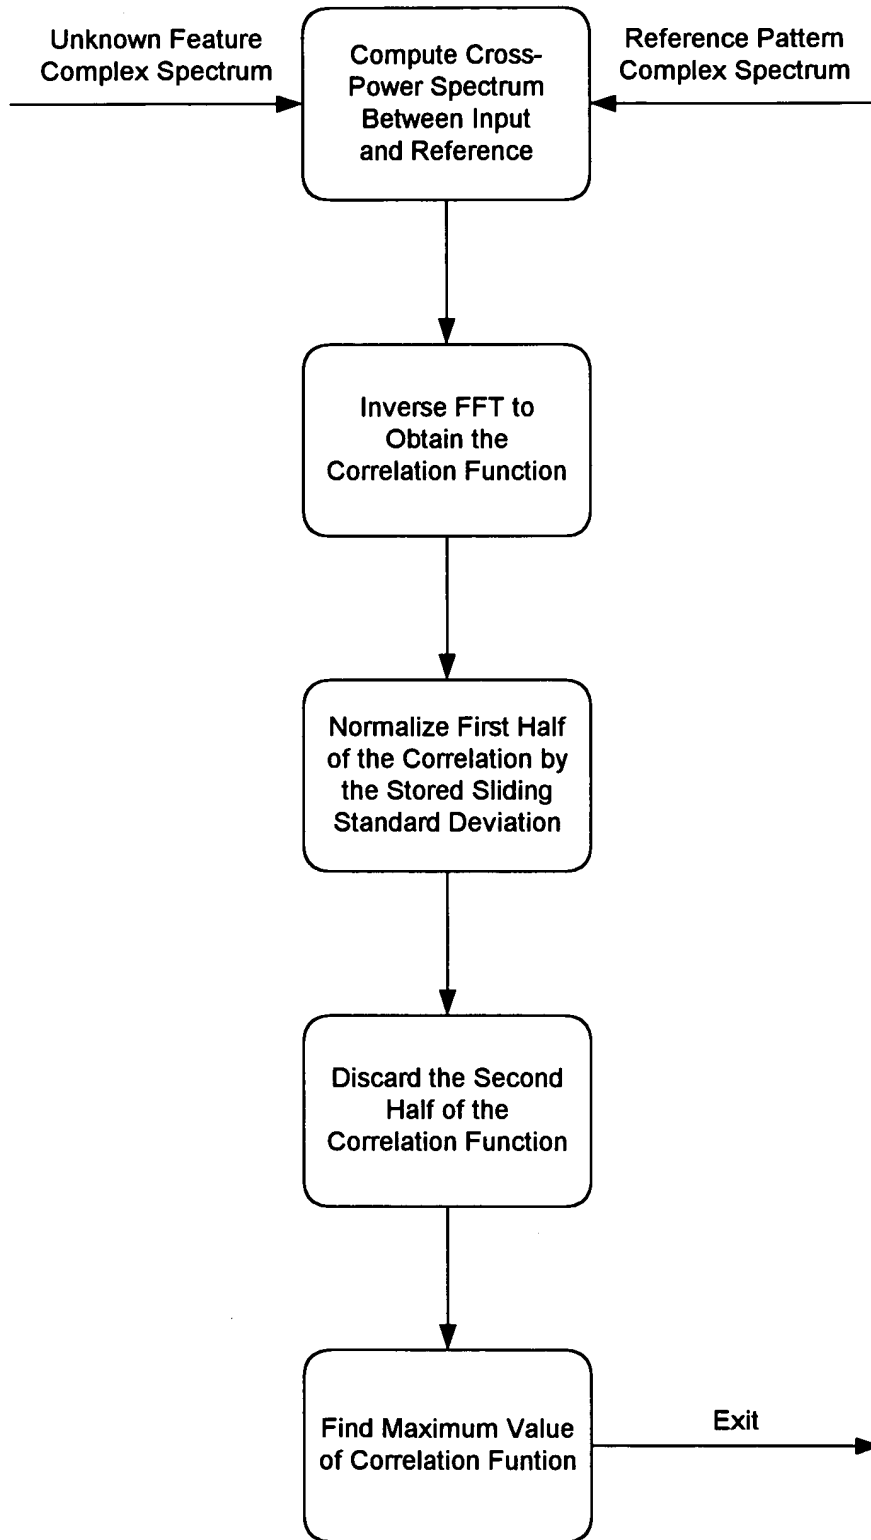 Unknown Feature
Complex Spectrum
Compute Cross-
Power Spectrum
Between Input
and Reference
Reference Pattern
Complex Spectrum
Inverse FFT to
Obtain the
Correlation Function
Normalize First Half
of the Correlation by
the Stored Sliding
Standard Deviation
Discard the Second
Half of the
Correlation Function
Find Maximum Value
of Correlation Funtion
Exit